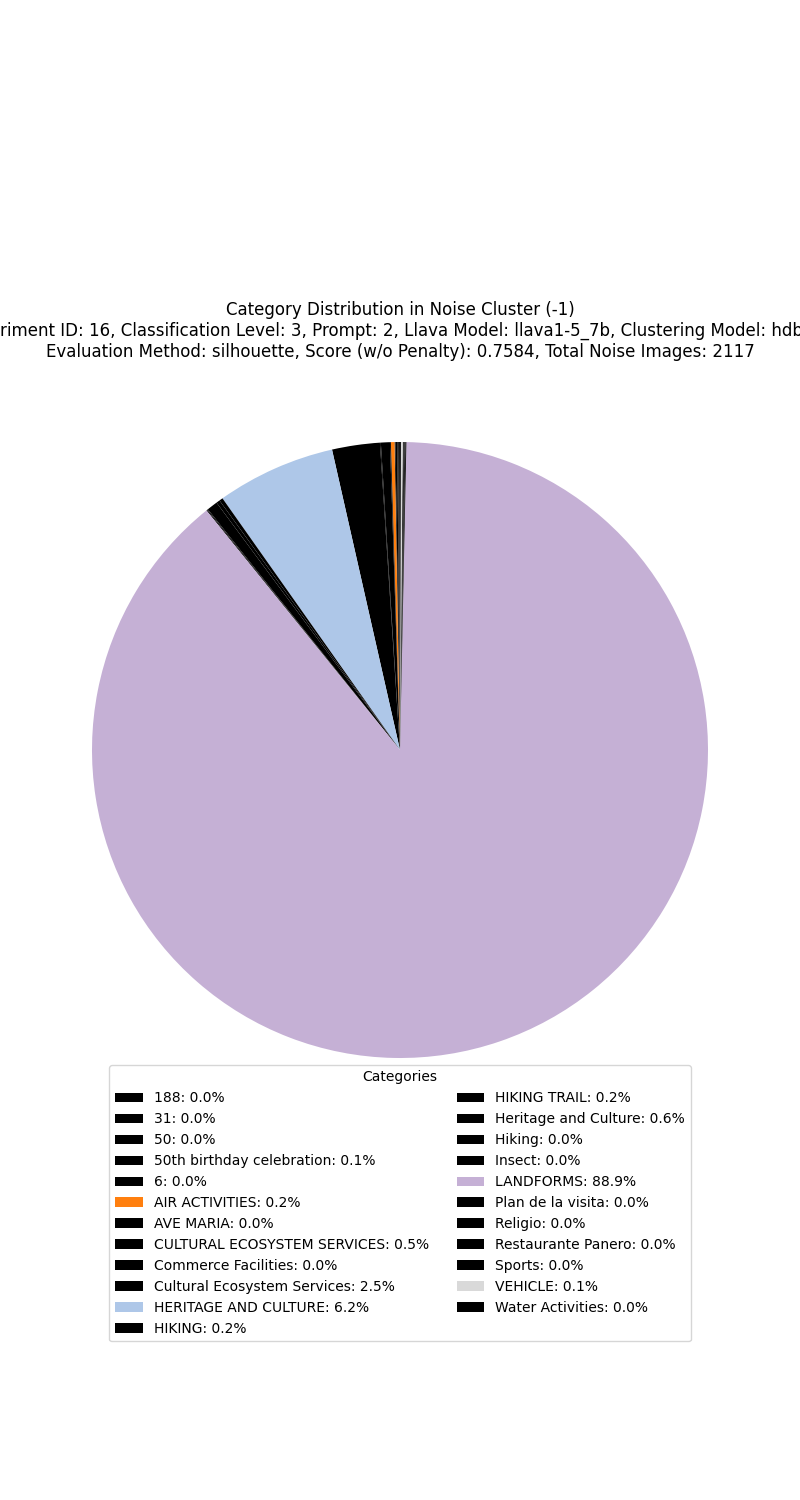 Category Distribution in Noise Cluster (-1)
riment ID: 16, Classification Level: 3, Prompt: 2, Llava Model: llava1-5_7b, Clustering Model: hdb
Evaluation Method: silhouette, Score (w/o Penalty): 0.7584, Total Noise Images: 2117
Categories
188: 0.0%
31: 0.0%
50: 0.0%
50th birthday celebration: 0.1%
6: 0.0%
AIR ACTIVITIES: 0.2%
AVE MARIA: 0.0%
CULTURAL ECOSYSTEM SERVICES: 0.5%
Commerce Facilities: 0.0%
Cultural Ecosystem Services: 2.5%
HERITAGE AND CULTURE: 6.2%
HIKING: 0.2%
HIKING TRAIL: 0.2%
Heritage and Culture: 0.6%
Hiking: 0.0%
Insect: 0.0%
LANDFORMS: 88.9%
Plan de la visita: 0.0%
Religio: 0.0%
Restaurante Panero: 0.0%
Sports: 0.0%
VEHICLE: 0.1%
Water Activities: 0.0%